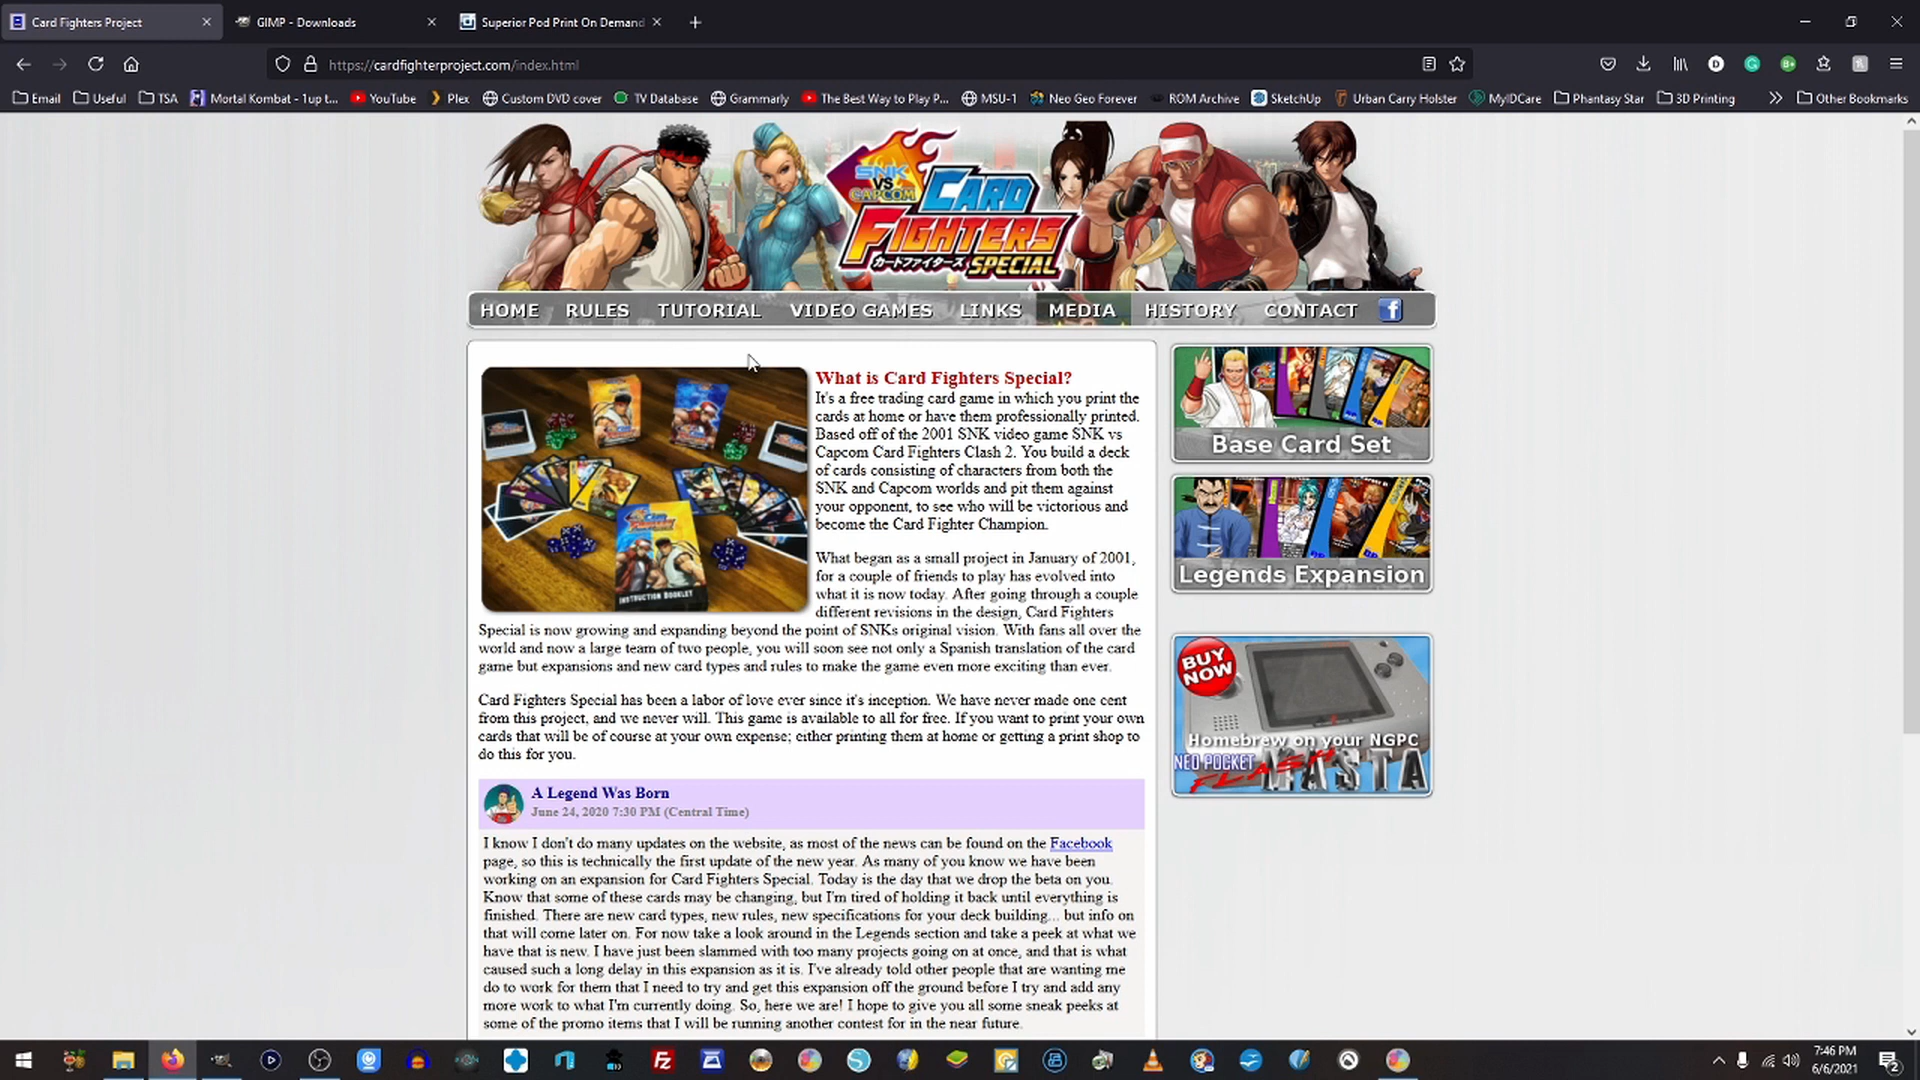 Card Fighters Project
GIMP - Downloads
Superior Pod Print On Demand
https://cardfighterproject.com/index.html
Email
Useful
TSA
Mortal Kombat - 1up t...
YouTube
Plex
Custom DVD cover
TV Database
Grammarly
The Best Way to Play P...
MSU-1
Neo Geo Forever
ROM Archive
SketchUp
Urban Carry Holster
MyIDCare
Phantasy Star
3D Printing
Other Bookmarks
SNK
VS
CAPCOM
CARD
FIGHTERS
カードファイターズ SPECIAL
HOME RULES TUTORIAL VIDEO GAMES LINKS MEDIA HISTORY CONTACT
What is Card Fighters Special?
It's a free trading card game in which you print the
cards at home or have them professionally printed.
Based off of the 2001 SNK video game SNK vs
Capcom Card Fighters Clash 2. You build a deck
of cards consisting of characters from both the
SNK and Capcom worlds and pit them against
your opponent, to see who will be victorious and
become the Card Fighter Champion.
What began as a small project in January of 2001,
for a couple of friends to play has evolved into
what it is now today. After going through a couple
different revisions in the design, Card Fighters
Special is now growing and expanding beyond the point of SNKs original vision. With fans all over the
world and now a large team of two people, you will soon see not only a Spanish translation of the card
game but expansions and new card types and rules to make the game even more exciting than ever.
Card Fighters Special has been a labor of love ever since it's inception. We have never made one cent
from this project, and we never will. This game is available to all for free. If you want to print your own
cards that will be of course at your own expense; either printing them at home or getting a print shop to
do this for you.
INSTRUCTION BOOKLET
A Legend Was Born
June 24, 2020 7:30 PM (Central Time)
I know I don't do many updates on the website, as most of the news can be found on the Facebook
page, so this is technically the first update of the new year. As many of you know we have been
working on an expansion for Card Fighters Special. Today is the day that we drop the beta on you.
Know that some of these cards may be changing, but I'm tired of holding it back until everything is
finished. There are new card types, new rules, new specifications for your deck building... but info on
that will come later on. For now take a look around in the Legends section and take a peek at what we
have that is new. I have just been slammed with too many projects going on at once, and that is what
caused such a long delay in this expansion as it is. I've already told other people that are wanting me
do to work for them that I need to try and get this expansion off the ground before I try and add any
more work to what I'm currently doing. So, here we are! I hope to give you all some sneak peeks at
some of the promo items that I will be running another contest for in the near future.
Base Card Set
Legends Expansion
BUY
NOW
Homebrew on your NGPC
NEO POCKET
FLASH MASTA
7:46 PM
6/6/2021